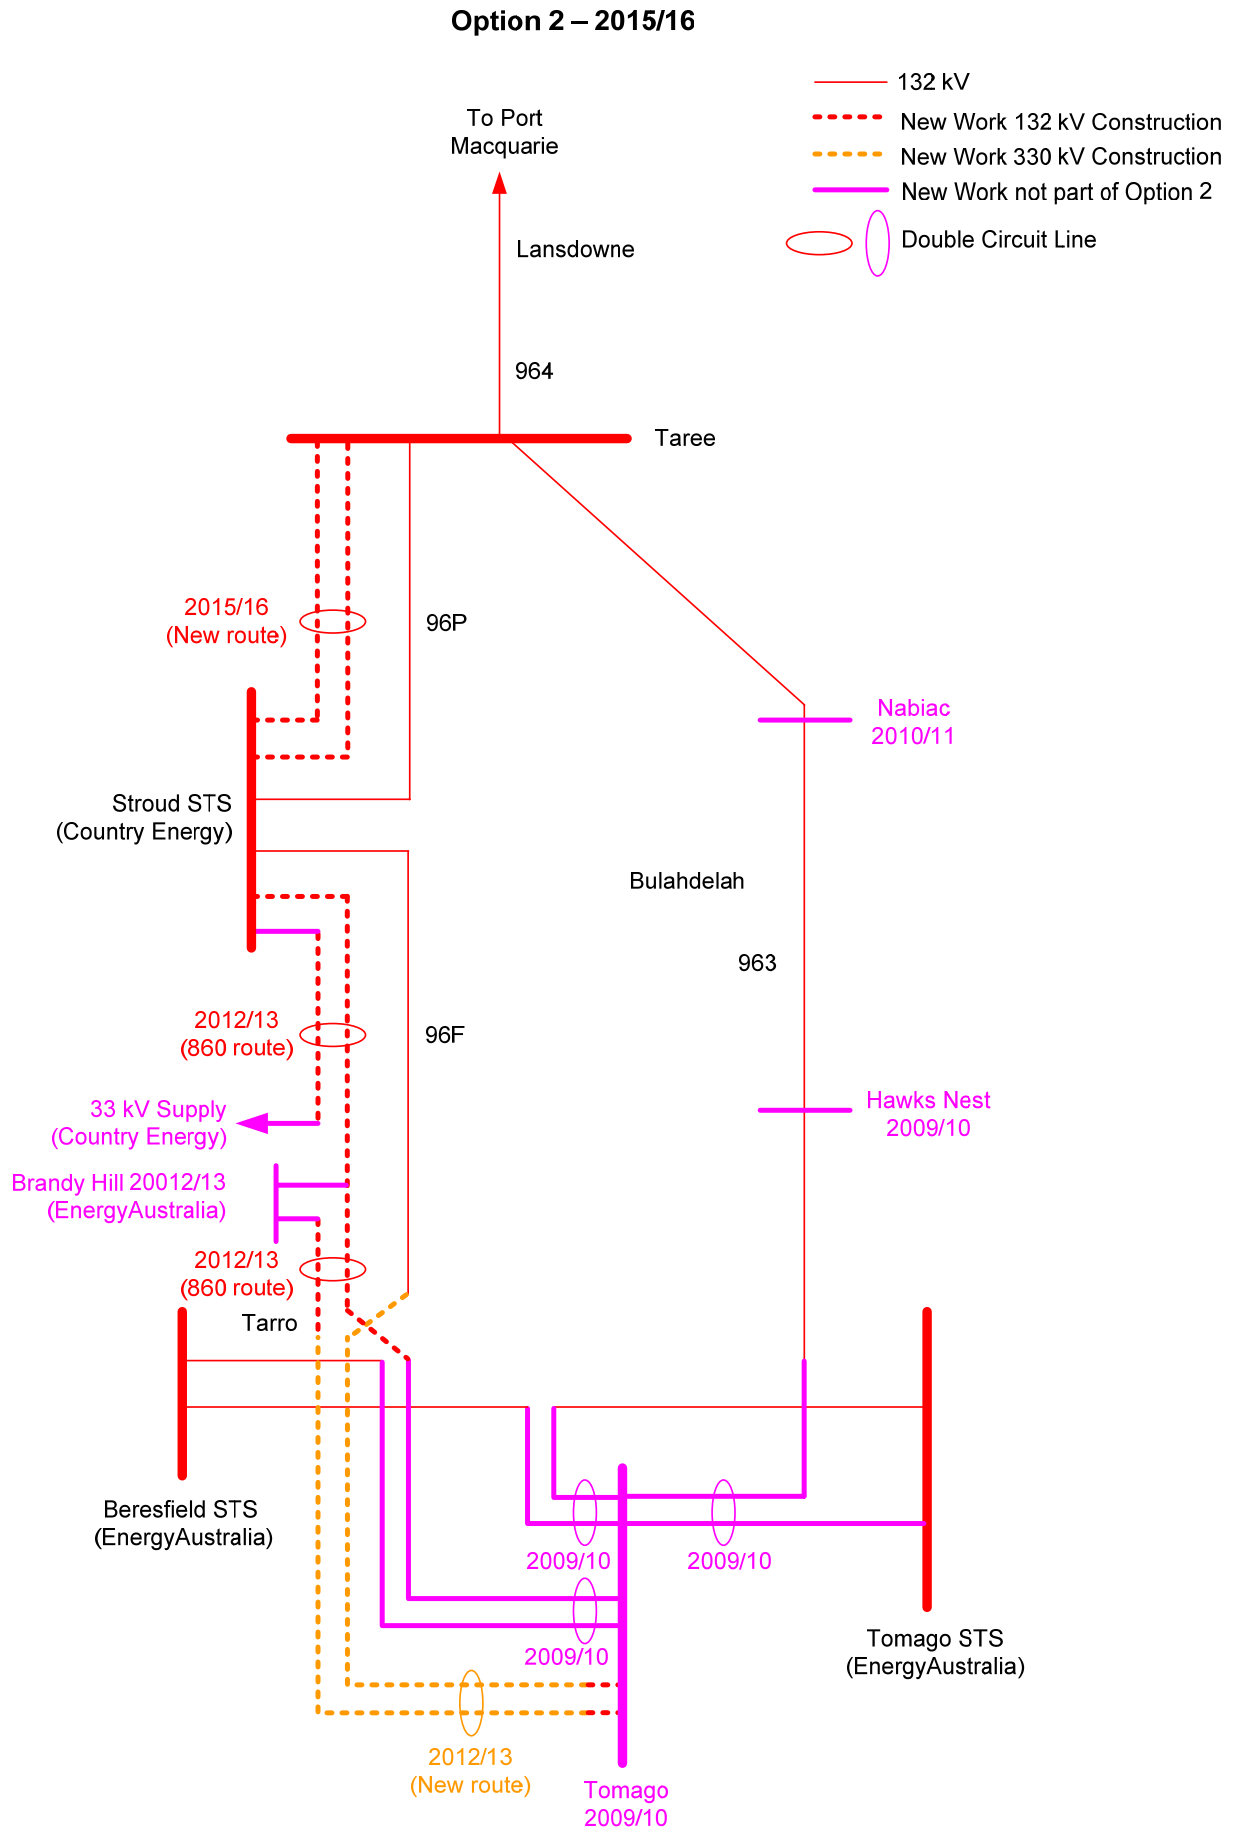 Option 2 – 2015/16
132 kV
New Work 132 kV Construction
New Work 330 kV Construction
New Work not part of Option 2
Double Circuit Line
To Port
Macquarie
Lansdowne
964
Taree
2015/16
(New route)
96P
Nabiac
2010/11
Stroud STS
(Country Energy)
Bulahdelah
963
2012/13
(860 route)
96F
33 kV Supply
(Country Energy)
Hawks Nest
2009/10
Brandy Hill 20012/13
(EnergyAustralia)
2012/13
(860 route)
Tarro
Beresfield STS
(EnergyAustralia)
2009/10
2009/10
2009/10
Tomago STS
(EnergyAustralia)
2012/13
(New route)
Tomago
2009/10